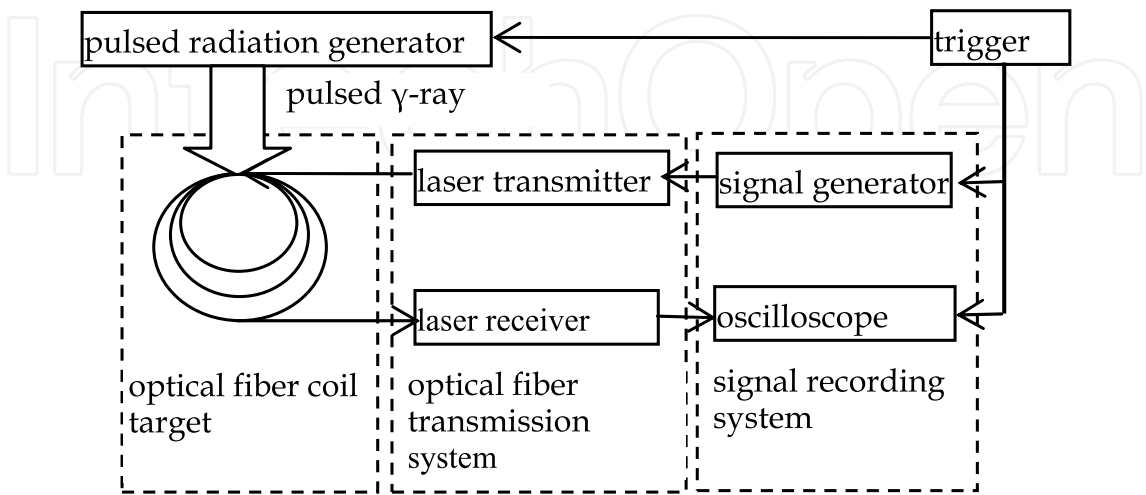 IntechOpen
pulsed radiation generator
trigger
pulsed γ-ray
laser transmitter
signal generator
laser receiver
oscilloscope
optical fiber coil
target
optical fiber
transmission
system
signal recording
system